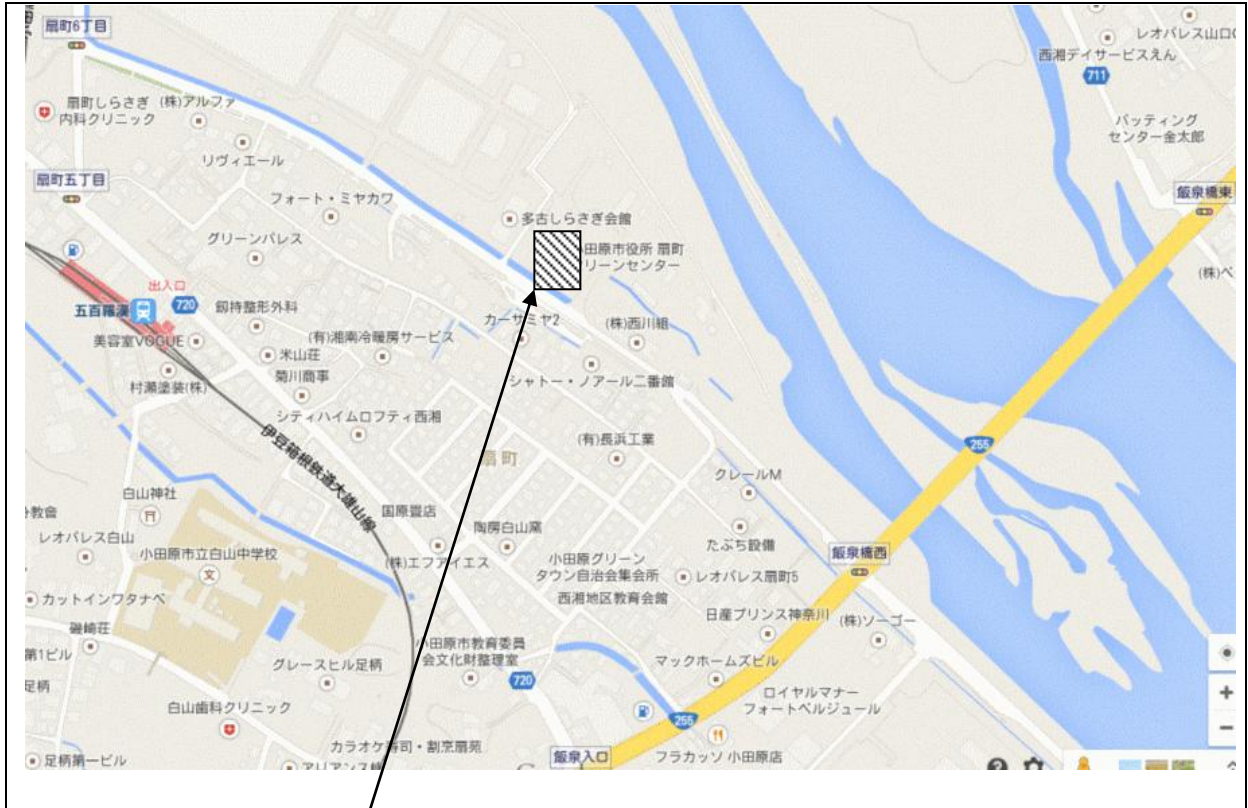 扇町6丁目
レオパレス山口
西湘デイサービスえん
711
扇町しらさぎ
内科クリニック
(株)アルファ
バッティング
センター金太郎
リヴィエール
扇町五丁目
フォート・ミヤカワ
飯泉橋東
多古しらさぎ会館
グリーンパレス
小田原市役所 扇町
リーンセンター
(株)ベ
出入口
五百羅漢
720
剱持整形外科
カーサミヤ2
(株)西川組
美容室VOGUE
(有)湘南冷暖房サービス
米山荘
村瀬塗装(株)
菊川商事
シャトー・ノアール二番館
シティハイムロフティ西湘
伊豆箱根鉄道大雄山線
(有)長浜工業
255
扇町
クレールM
白山神社
国原畳店
陶房白山窯
教會
レオパレス白山
小田原市立白山中学校
(株)エファイエス
小田原グリーン
タウン自治会集会所
たぶち設備
飯泉橋西
レオパレス扇町5
カットインワタナベ
西湘地区教育会館
日産プリンス神奈川
(株)ソーゴー
磯崎荘
第1ビル
小田原市教育委員
会文化財整理室
グレースヒル足柄
マックホームズビル
足柄
720
ロイヤルマナー
フォートベルジュール
白山歯科クリニック
255
カラオケ寿司・割烹扇苑
飯泉入口
フラカッソ 小田原店
足柄第一ビル
アリアンス